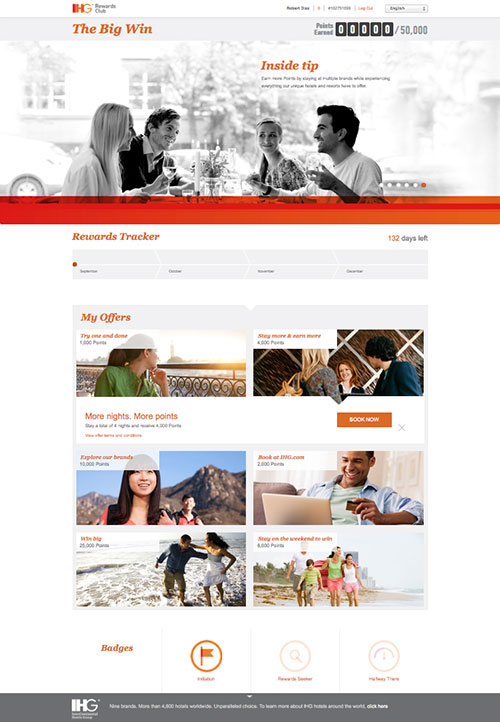 IHG Rewards
Club
Robert Dias | 0 | #102751098 | Log Out English
The Big Win
Points
Earned 00000 /50,000
Inside tip
Earn more Points by staying at multiple brands while experiencing
everything our unique hotels and resorts have to offer.
Rewards Tracker
132 days left
September October November December
My Offers
Try one and done
1,000 Points
Stay more & earn more
4,000 Points
More nights. More points
Stay a total of 4 nights and receive 4,000 Points
View offer terms and conditions
BOOK NOW
Explore our brands
10,000 Points
Book at IHG.com
2,000 Points
Win big
25,000 Points
Stay on the weekend to win
8,000 Points
Badges
Initiation
Rewards Seeker
Halfway There
IHG
InterContinental
Hotels Group
Nine brands. More than 4,600 hotels worldwide. Unparalleled choice. To learn more about IHG hotels around the world, click here